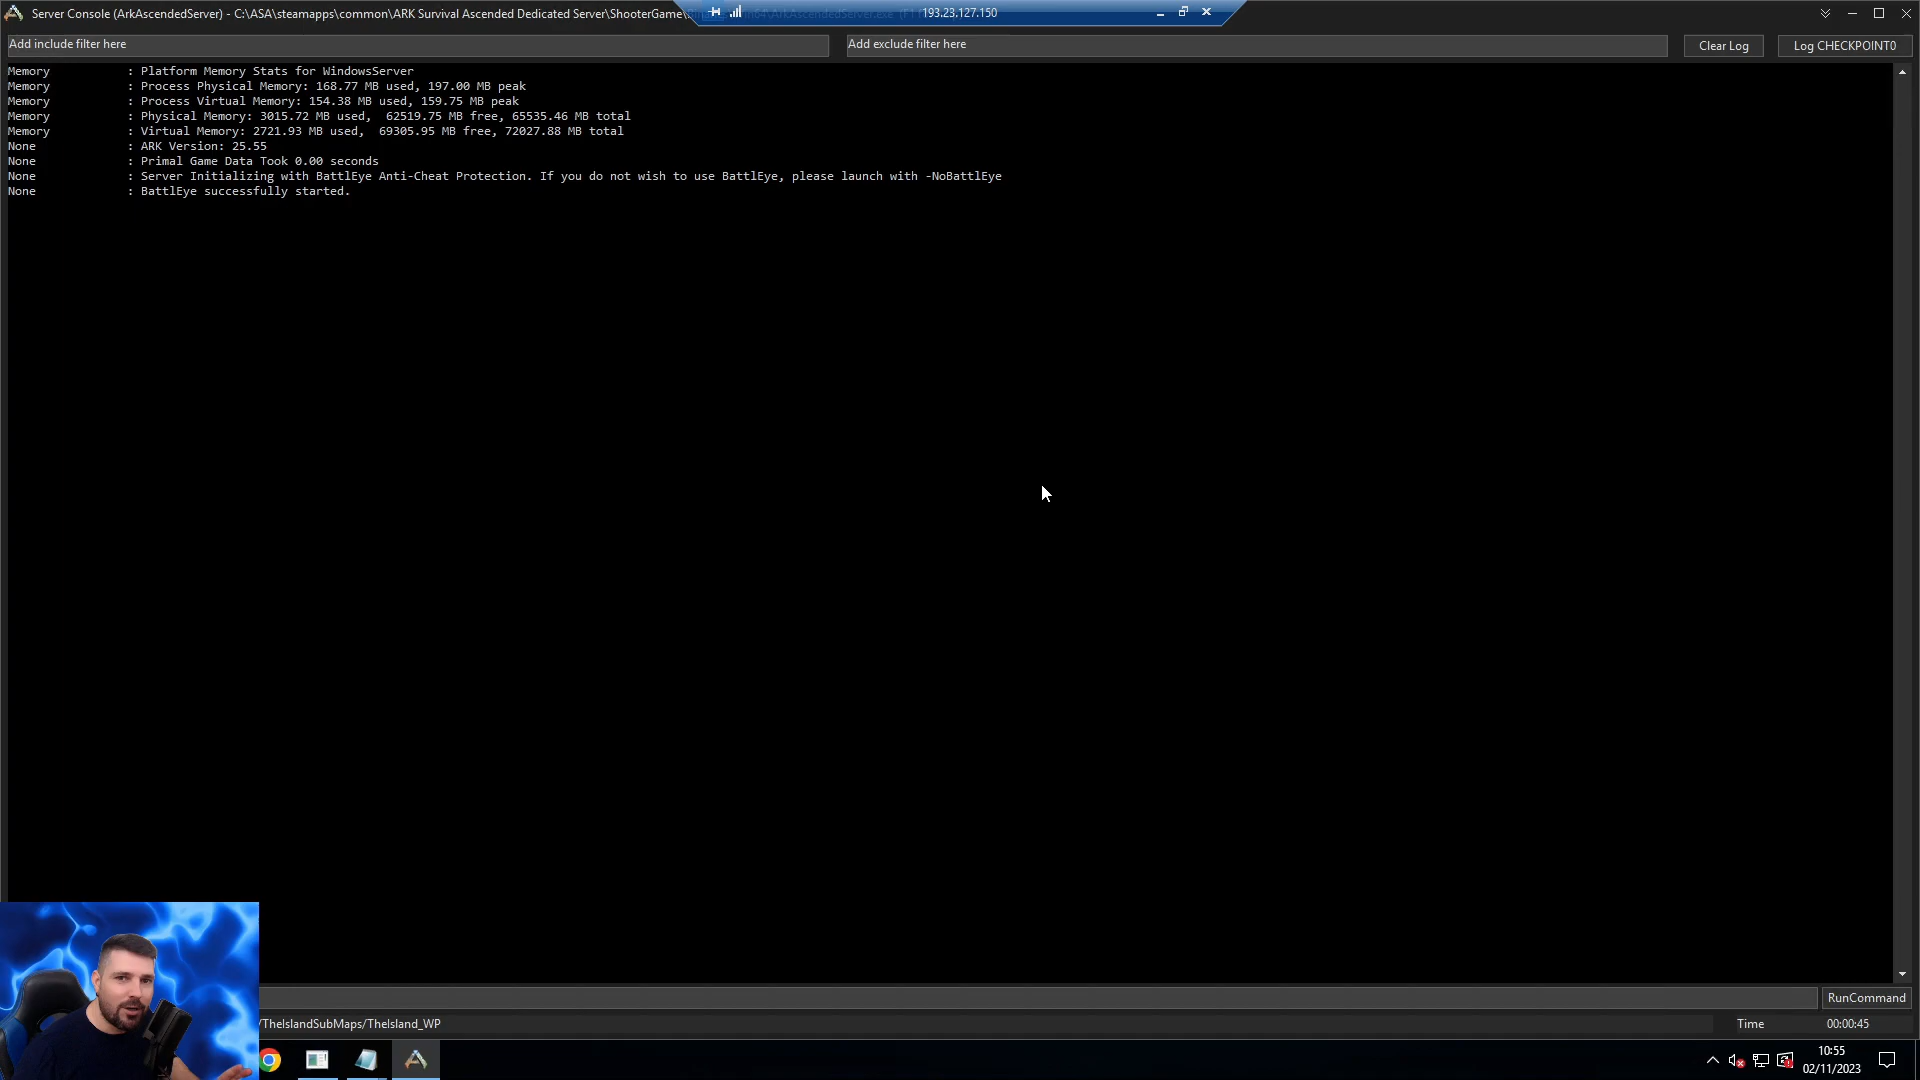 Server Console (ArkAscendedServer) - C:\ASA\steamapps\common\ARK Survival Ascended Dedicated Server\ShooterGame\
193.23.127.150
Add include filter here
Add exclude filter here
Clear Log
Log CHECKPOINT0
Memory : Platform Memory Stats for WindowsServer
Memory : Process Physical Memory: 168.77 MB used, 197.00 MB peak
Memory : Process Virtual Memory: 154.38 MB used, 159.75 MB peak
Memory : Physical Memory: 3015.72 MB used, 62519.75 MB free, 65535.46 MB total
Memory : Virtual Memory: 2721.93 MB used, 69305.95 MB free, 72027.88 MB total
None : ARK Version: 25.55
None : Primal Game Data Took 0.00 seconds
None : Server Initializing with BattlEye Anti-Cheat Protection. If you do not wish to use BattlEye, please launch with -NoBattlEye
None : BattlEye successfully started.
RunCommand
/TheIslandSubMaps/TheIsland_WP
Time 00:00:45
10:55
02/11/2023